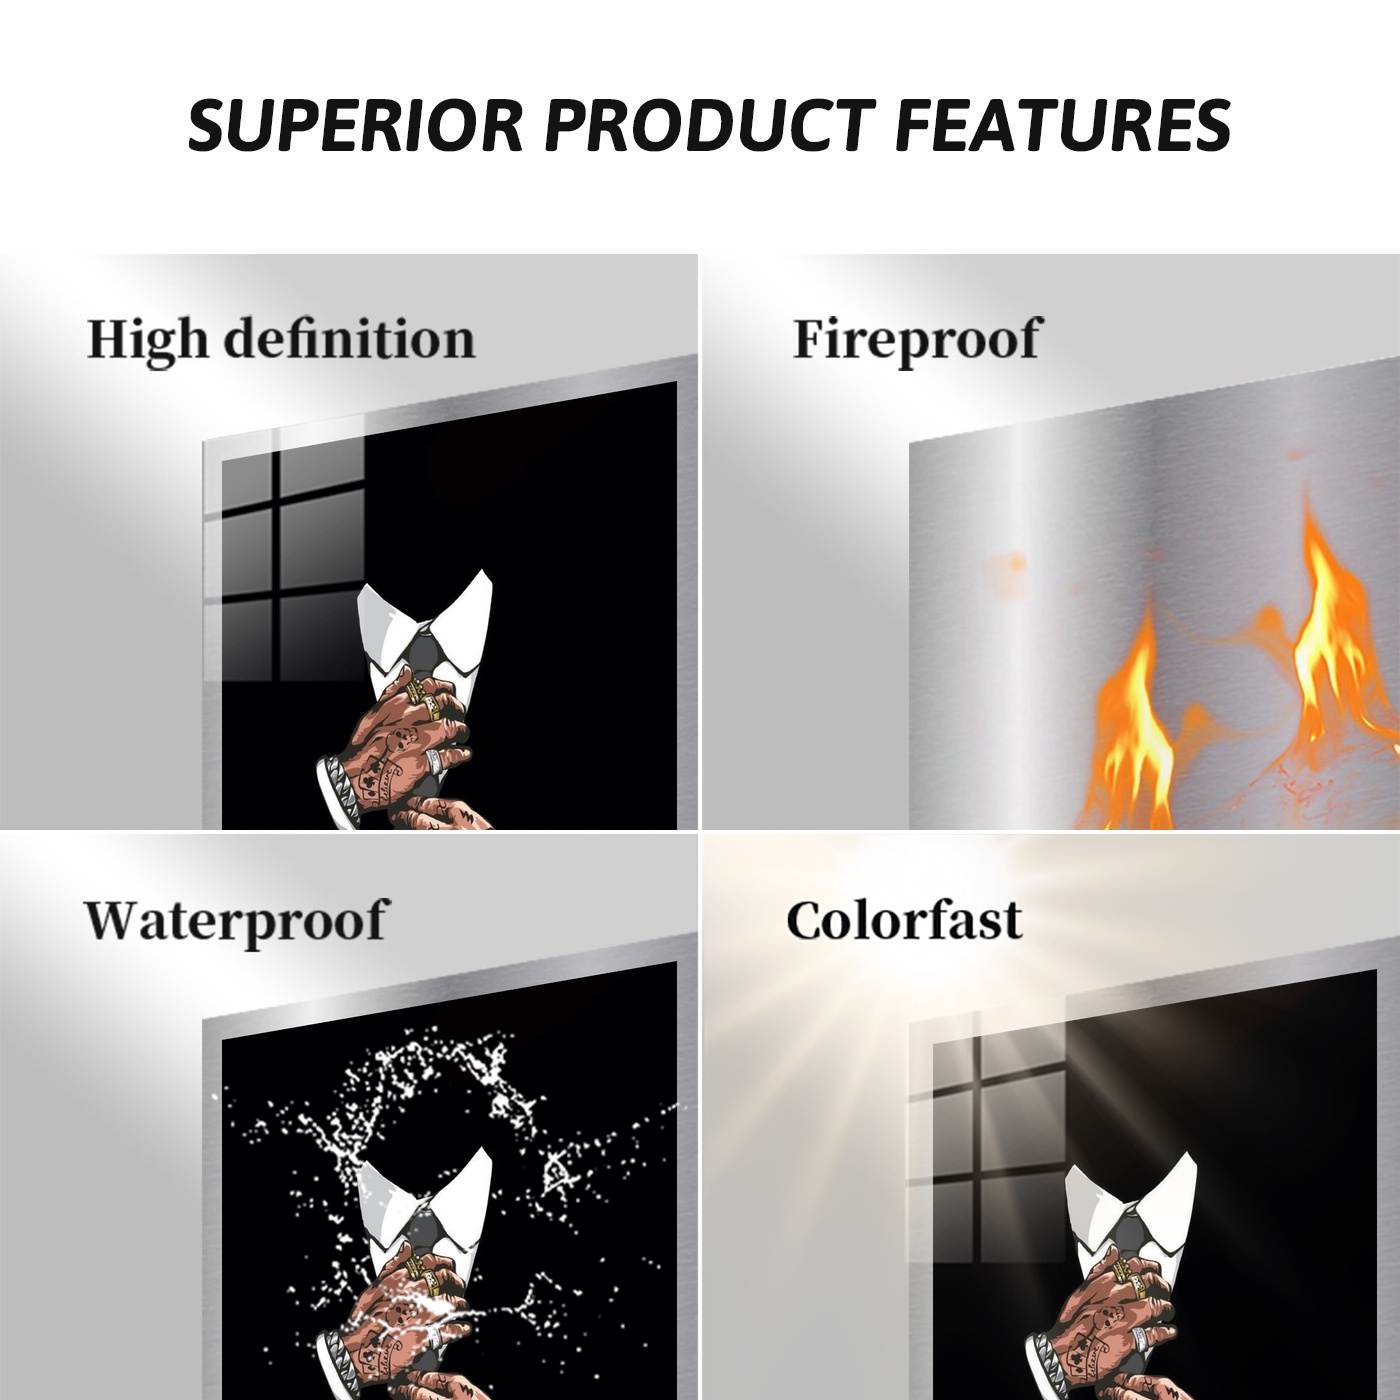 SUPERIOR PRODUCT FEATURES
High definition
Fireproof
Waterproof
Colorfast